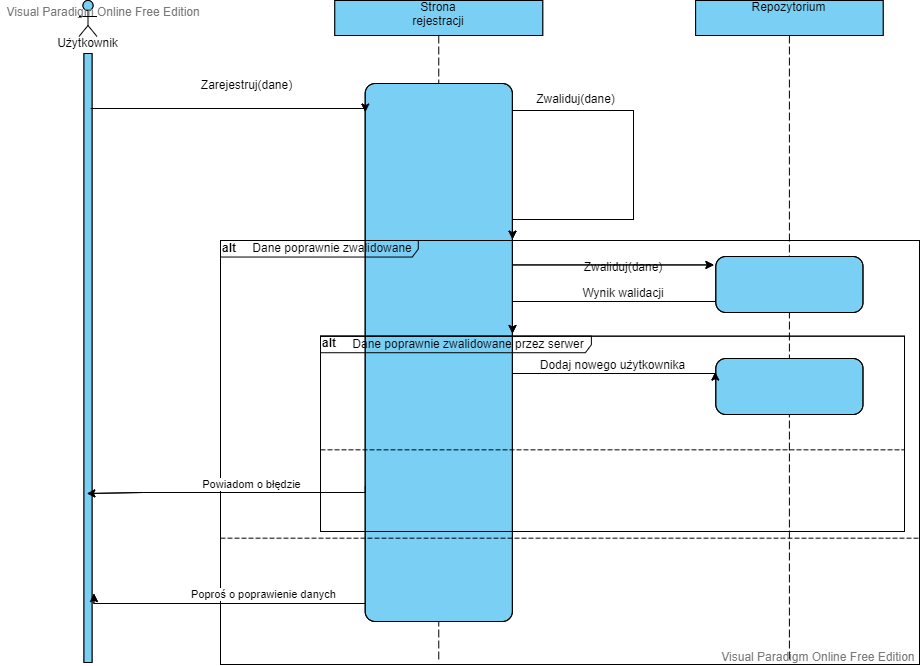 Visual Paradigm Online Free Edition
Użytkownik
Strona
rejestracji
Repozytorium
Zarejestruj(dane)
Zwaliduj(dane)
alt Dane poprawnie zwalidowane
Zwaliduj(dane)
Wynik walidacji
alt Dane poprawnie zwalidowane przez serwer
Dodaj nowego użytkownika
Powiadom o błędzie
Poproś o poprawienie danych
Visual Paradigm Online Free Edition